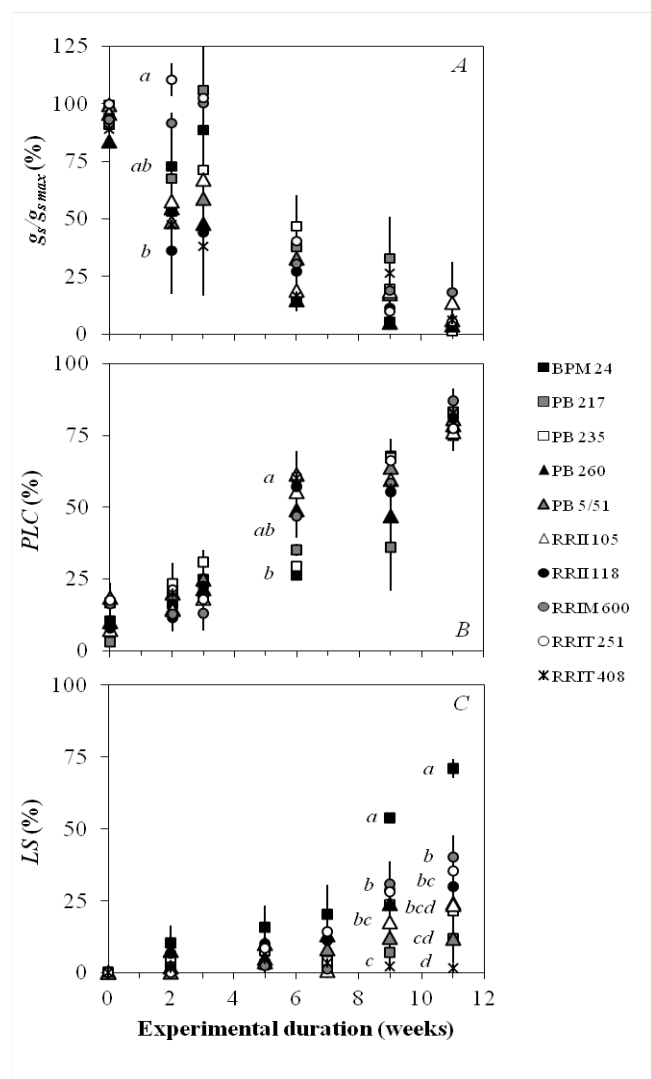 125
100
75
50
25
0
g_s/g_s max (%)
A
a
ab
b
100
75
50
25
0
PLC (%)
B
a
ab
b
100
75
50
25
0
LS (%)
C
a
a
b
b
bc
bc
bcd
cd
c
d
0 2 4 6 8 10 12
Experimental duration (weeks)
BPM 24
PB 217
PB 235
PB 260
PB 5/51
RRII 105
RRII 118
RRIM 600
RRIT 251
RRIT 408